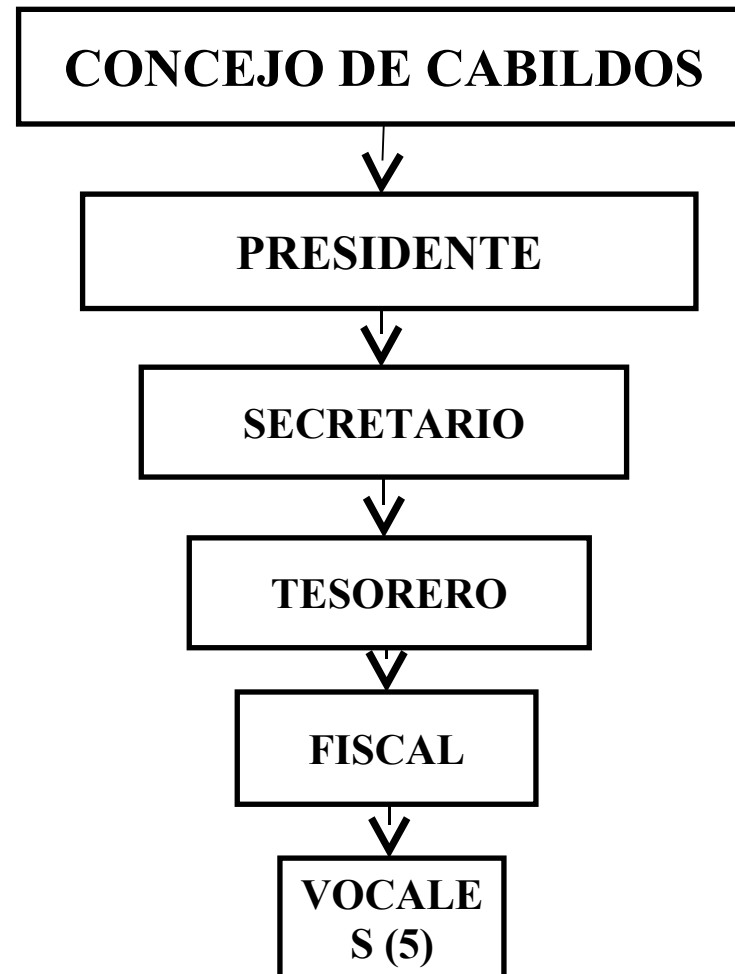 CONCEJO DE CABILDOS
PRESIDENTE
SECRETARIO
TESORERO
FISCAL
VOCALE
S (5)